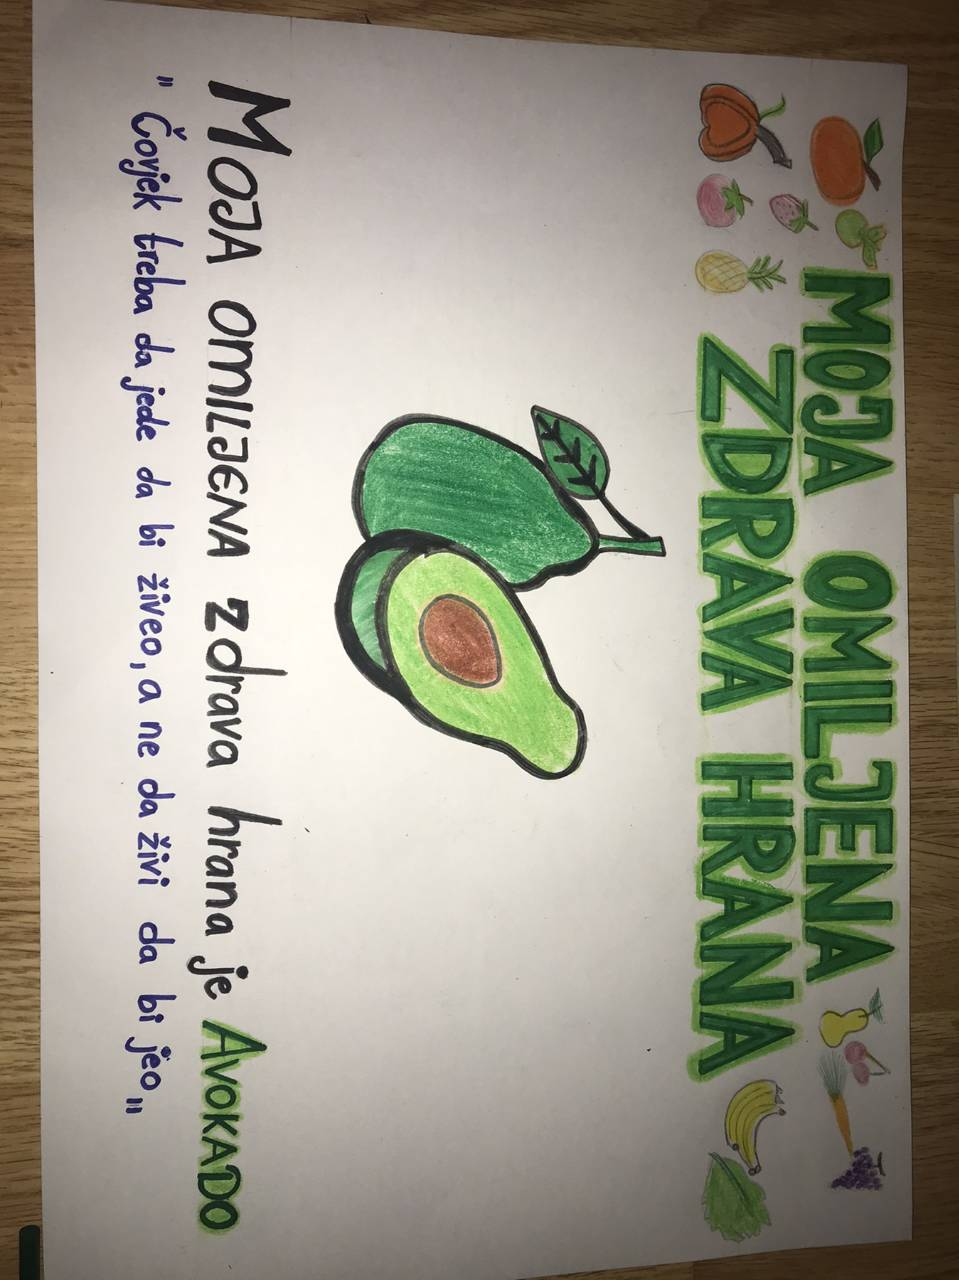 MOJA OMILJENA
ZDRAVA HRANA
MOJA OMILJENA zdrava hrana je AVOKADO
" Čovjek treba da jede da bi živeo, a ne da živi da bi jeo„